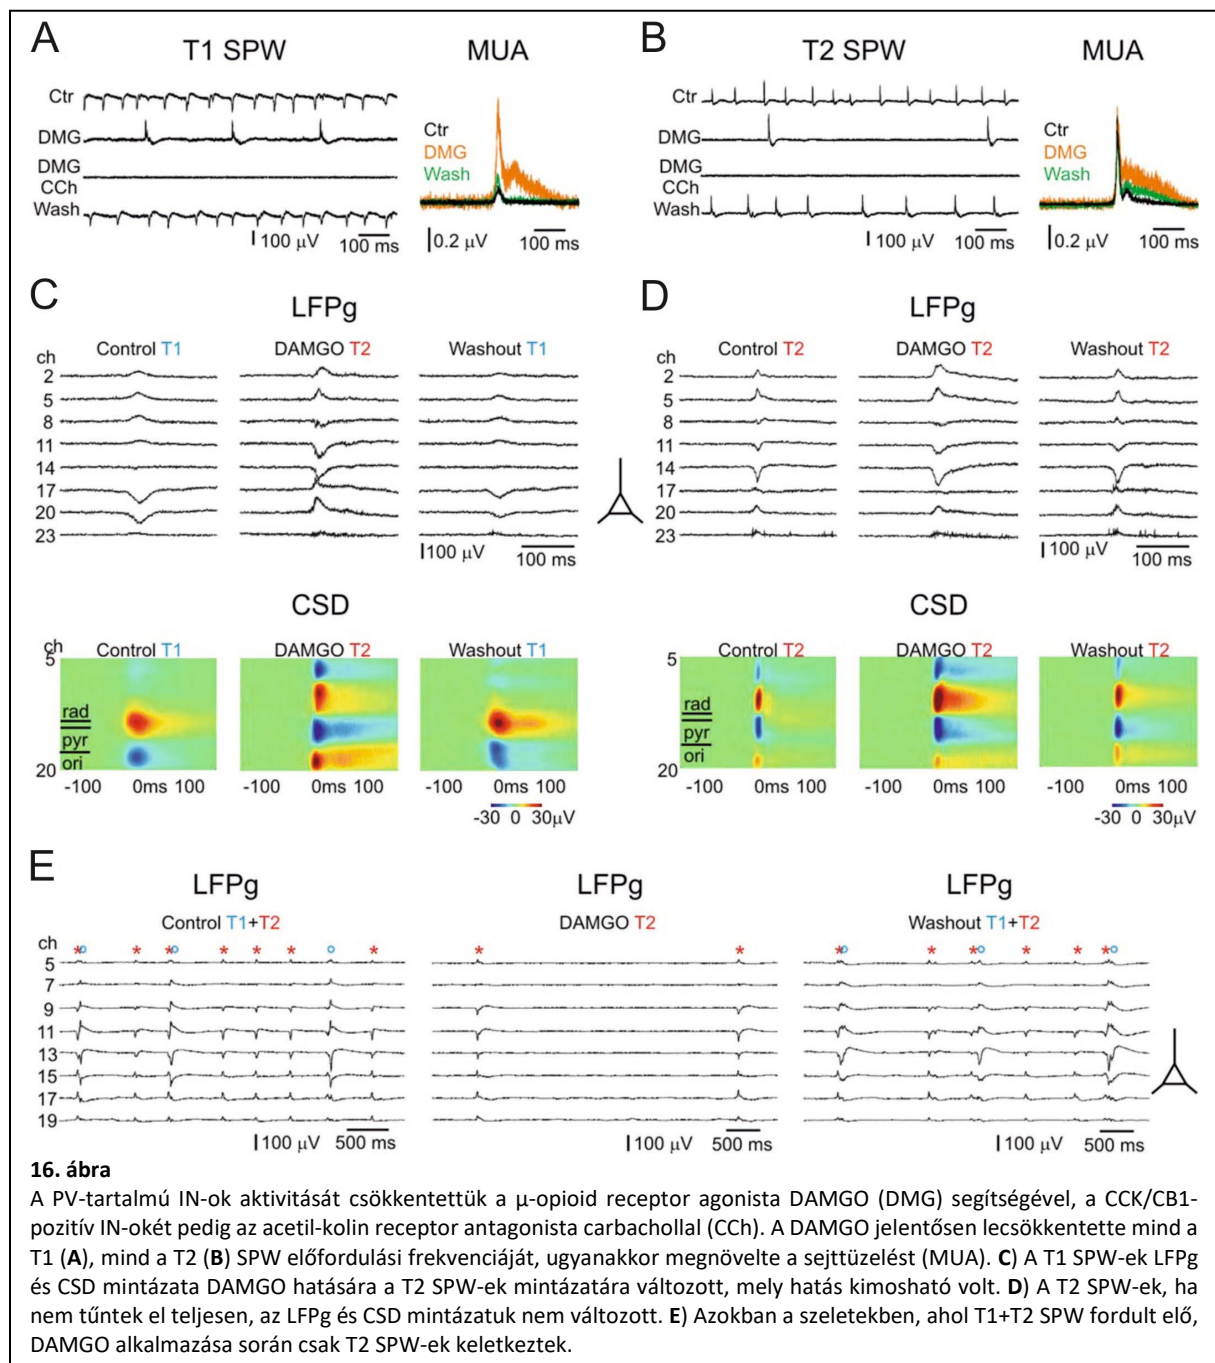 A
T1 SPW
MUA
Ctr
DMG
DMG
CCh
Wash
100 µV
100 ms
Ctr
DMG
Wash
0.2 µV
100 ms
B
T2 SPW
MUA
Ctr
DMG
DMG
CCh
Wash
100 µV
100 ms
Ctr
DMG
Wash
0.2 µV
100 ms
C
LFPg
ch
Control T1
DAMGO T2
Washout T1
2
5
8
11
14
17
20
23
100 µV
100 ms
CSD
ch
Control T1
DAMGO T2
Washout T1
5
rad
pyr
ori
20
-100 0ms 100
-100 0ms 100
-100 0ms 100
-30 0 30µV
D
LFPg
ch
Control T2
DAMGO T2
Washout T2
2
5
8
11
14
17
20
23
100 µV
100 ms
CSD
Control T2
DAMGO T2
Washout T2
5
rad
pyr
ori
20
-100 0ms 100
-100 0ms 100
-100 0ms 100
-30 0 30µV
E
LFPg
LFPg
LFPg
Control T1+T2
DAMGO T2
Washout T1+T2
ch
5
7
9
11
13
15
17
19
100 µV
500 ms
100 µV
500 ms
100 µV
500 ms
16. ábra
A PV-tartalmú IN-ok aktivitását csökkentettük a µ-opioid receptor agonista DAMGO (DMG) segítségével, a CCK/CB1-
pozitív IN-okét pedig az acetil-kolin receptor antagonista carbachollal (CCh). A DAMGO jelentősen lecsökkentette mind a
T1 (A), mind a T2 (B) SPW előfordulási frekvenciáját, ugyanakkor megnövelte a sejttüzelést (MUA). C) A T1 SPW-ek LFPg
és CSD mintázata DAMGO hatására a T2 SPW-ek mintázatára változott, mely hatás kimosható volt. D) A T2 SPW-ek, ha
nem tűntek el teljesen, az LFPg és CSD mintázatuk nem változott. E) Azokban a szeletekben, ahol T1+T2 SPW fordult elő,
DAMGO alkalmazása során csak T2 SPW-ek keletkeztek.